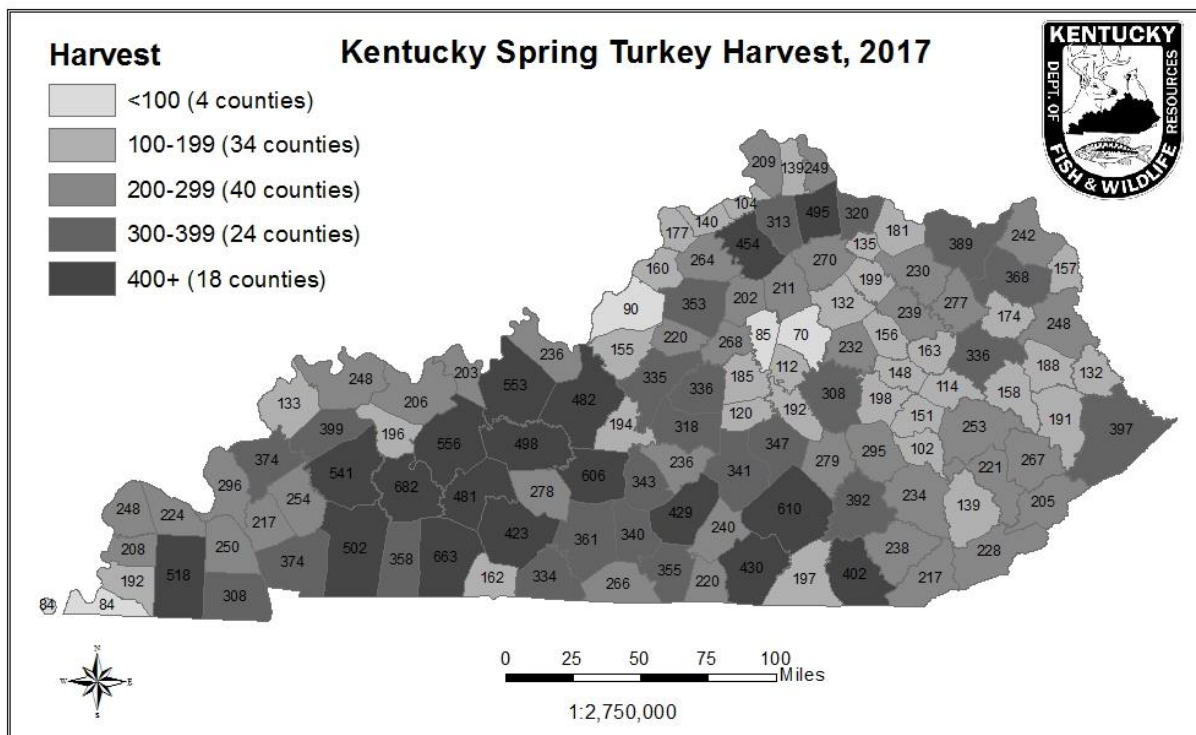 Kentucky Spring Turkey Harvest, 2017
Harvest
<100 (4 counties)
100-199 (34 counties)
200-299 (40 counties)
300-399 (24 counties)
400+ (18 counties)
KENTUCKY
DEPT. OF
FISH & WILDLIFE
RESOURCES
209 139 249
104 313 495 320
177 140 454 135 181 389 242
160 264 270 230 368 157
199
90 353 202 211 132 239 277 174 248
155 220 268 85 70 232 156 163 336
236 112 148 188
248 203 553 335 336 185 308 198 114 158 132
133 206 482 120 192 151 191 397
399 196 556 498 194 318 347 102 253
374 541 236 341 279 295 221 267
296 254 682 481 278 606 343 610 392 234 139 205
248 224 217 423 429 240
208 250 502 358 663 361 340 238 228
192 518 374 162 334 266 355 220 430 197 402 217
84 84 308
N
W E
S
0 25 50 75 100
Miles
1:2,750,000